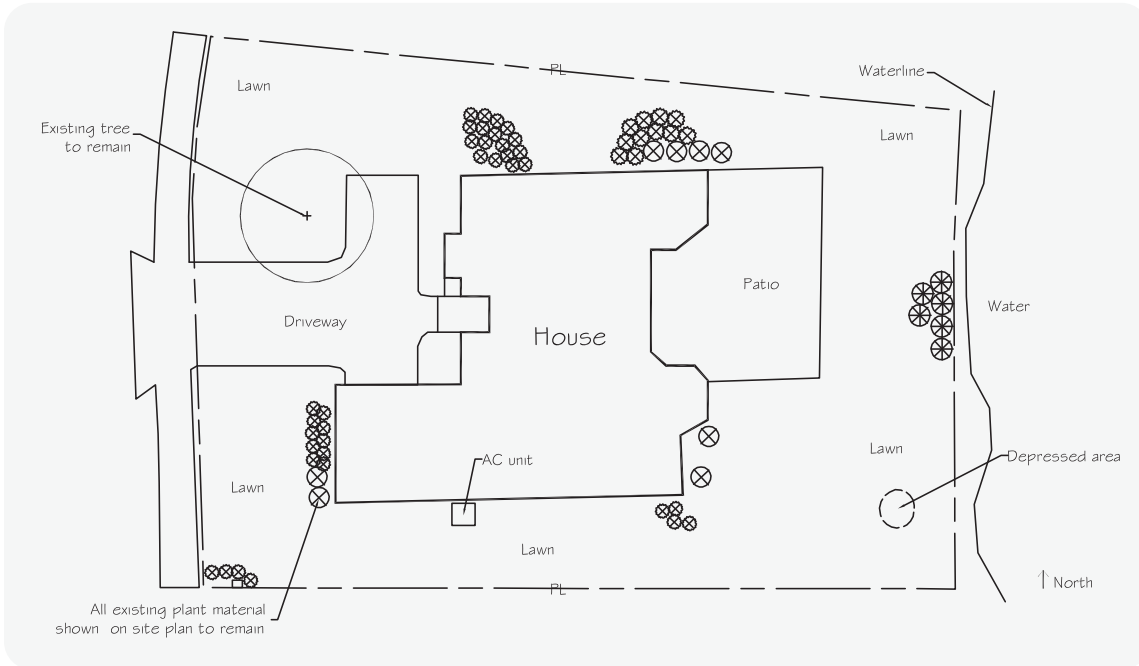 PL
Waterline
Lawn
Existing tree
to remain
Lawn
Patio
Water
Driveway
House
Lawn
AC unit
Depressed area
Lawn
Lawn
North
PL
All existing plant material
shown on site plan to remain